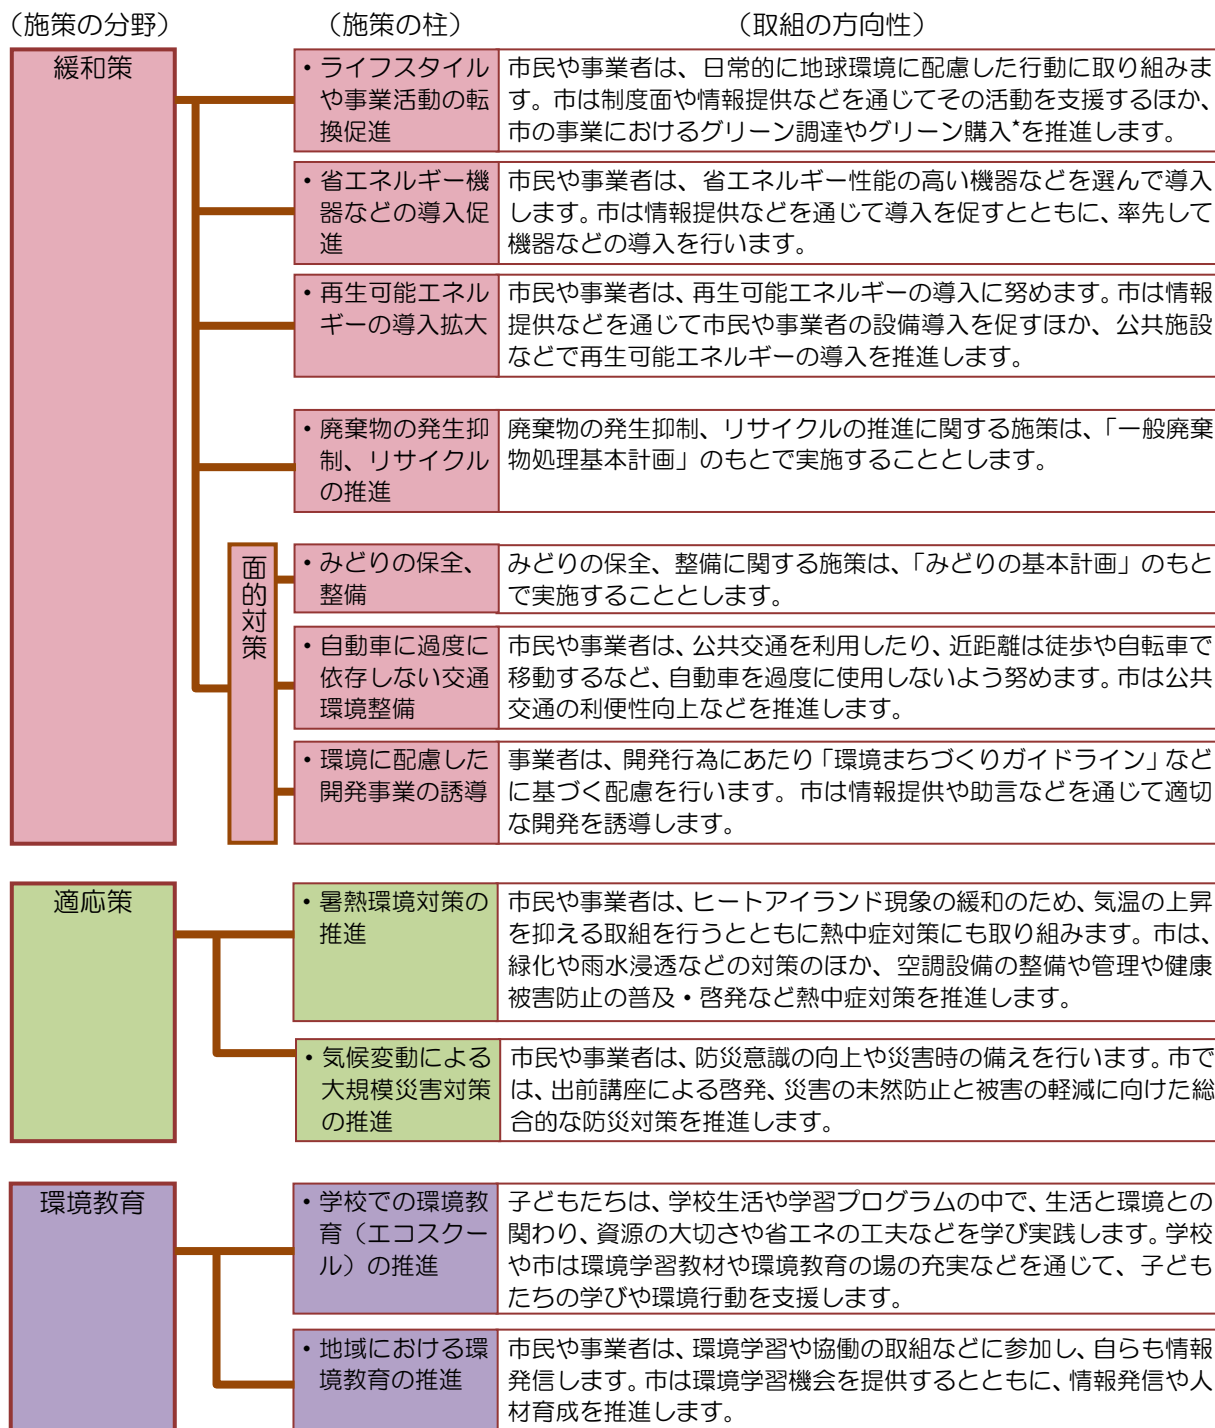 （施策の分野）
（施策の柱）
（取組の方向性）
緩和策
・ライフスタイル
や事業活動の転
換促進
市民や事業者は、日常的に地球環境に配慮した行動に取り組みま
す。市は制度面や情報提供などを通じてその活動を支援するほか、
市の事業におけるグリーン調達やグリーン購入*を推進します。
・省エネルギー機
器などの導入促
進
市民や事業者は、省エネルギー性能の高い機器などを選んで導入
します。市は情報提供などを通じて導入を促すとともに、率先して
機器などの導入を行います。
・再生可能エネル
ギーの導入拡大
市民や事業者は、再生可能エネルギーの導入に努めます。市は情報
提供などを通じて市民や事業者の設備導入を促すほか、公共施設
などで再生可能エネルギーの導入を推進します。
・廃棄物の発生抑
制、リサイクル
の推進
廃棄物の発生抑制、リサイクルの推進に関する施策は、「一般廃棄
物処理基本計画」のもとで実施することとします。
面的対策
・みどりの保全、
整備
みどりの保全、整備に関する施策は、「みどりの基本計画」のもと
で実施することとします。
・自動車に過度に
依存しない交通
環境整備
市民や事業者は、公共交通を利用したり、近距離は徒歩や自転車で
移動するなど、自動車を過度に使用しないよう努めます。市は公共
交通の利便性向上などを推進します。
・環境に配慮した
開発事業の誘導
事業者は、開発行為にあたり「環境まちづくりガイドライン」など
に基づく配慮を行います。市は情報提供や助言などを通じて適切
な開発を誘導します。
適応策
・暑熱環境対策の
推進
市民や事業者は、ヒートアイランド現象の緩和のため、気温の上昇
を抑える取組を行うとともに熱中症対策にも取り組みます。市は、
緑化や雨水浸透などの対策のほか、空調設備の整備や管理や健康
被害防止の普及・啓発など熱中症対策を推進します。
・気候変動による
大規模災害対策
の推進
市民や事業者は、防災意識の向上や災害時の備えを行います。市で
は、出前講座による啓発、災害の未然防止と被害の軽減に向けた総
合的な防災対策を推進します。
環境教育
・学校での環境教
育（エコスクー
ル）の推進
子どもたちは、学校生活や学習プログラムの中で、生活と環境との
関わり、資源の大切さや省エネの工夫などを学び実践します。学校
や市は環境学習教材や環境教育の場の充実などを通じて、子ども
たちの学びや環境行動を支援します。
・地域における環
境教育の推進
市民や事業者は、環境学習や協働の取組などに参加し、自らも情報
発信します。市は環境学習機会を提供するとともに、情報発信や人
材育成を推進します。